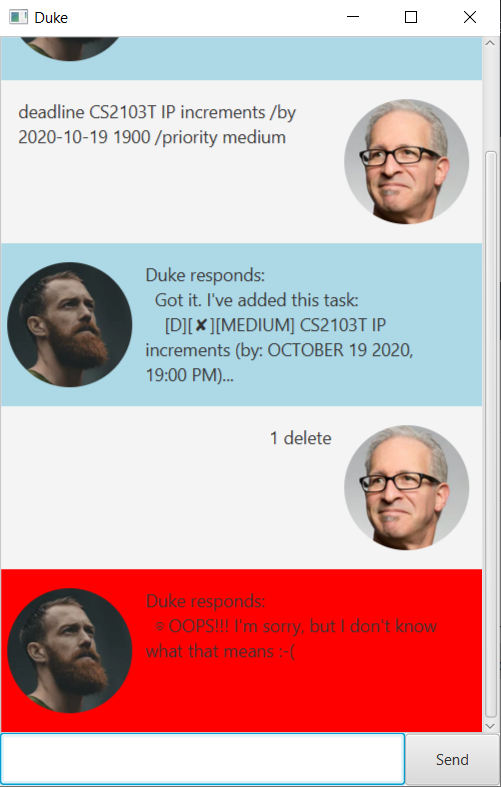 Duke
deadline CS2103T IP increments /by
2020-10-19 1900 /priority medium
Duke responds:
Got it. I've added this task:
[D][✘][MEDIUM] CS2103T IP
increments (by: OCTOBER 19 2020,
19:00 PM)...
1 delete
Duke responds:
OOPS!!! I'm sorry, but I don't know
what that means :-(
Send